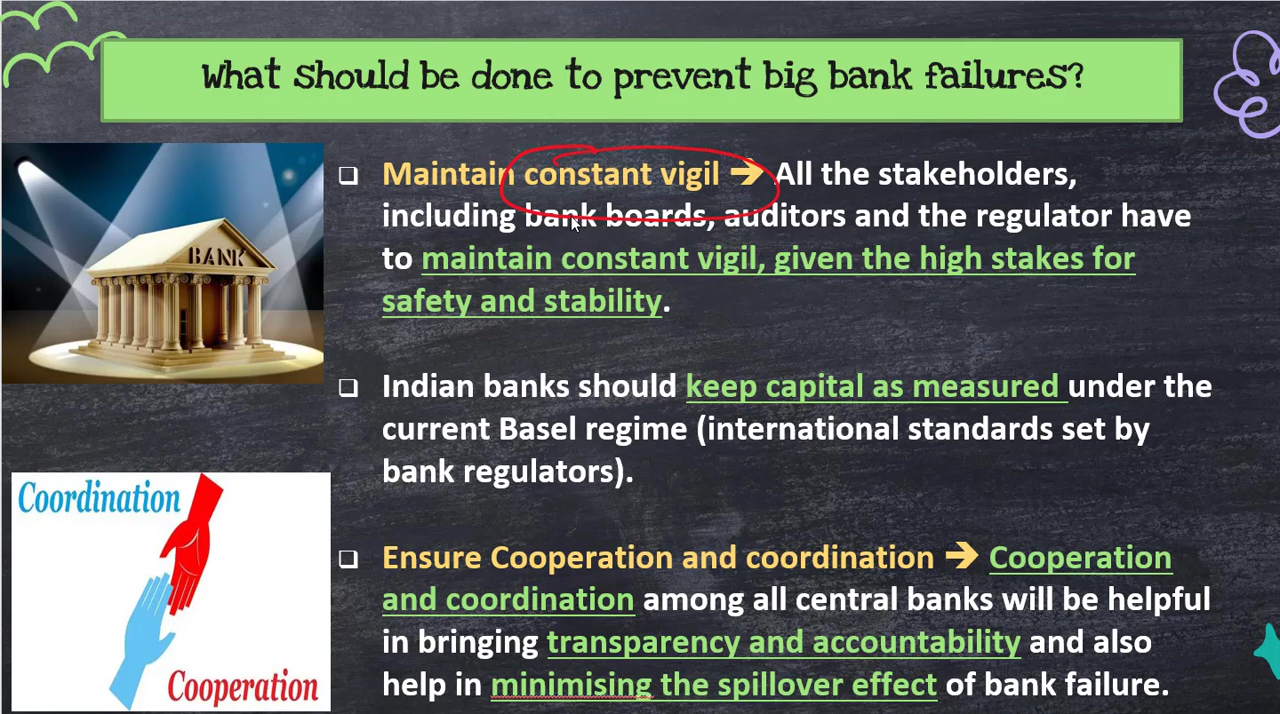 What should be done to prevent big bank failures?
BANK
❑ Maintain constant vigil ➔ All the stakeholders,
including bank boards, auditors and the regulator have
to maintain constant vigil, given the high stakes for
safety and stability.
❑ Indian banks should keep capital as measured under the
current Basel regime (international standards set by
bank regulators).
Coordination
Cooperation
❑ Ensure Cooperation and coordination ➔ Cooperation
and coordination among all central banks will be helpful
in bringing transparency and accountability and also
help in minimising the spillover effect of bank failure.